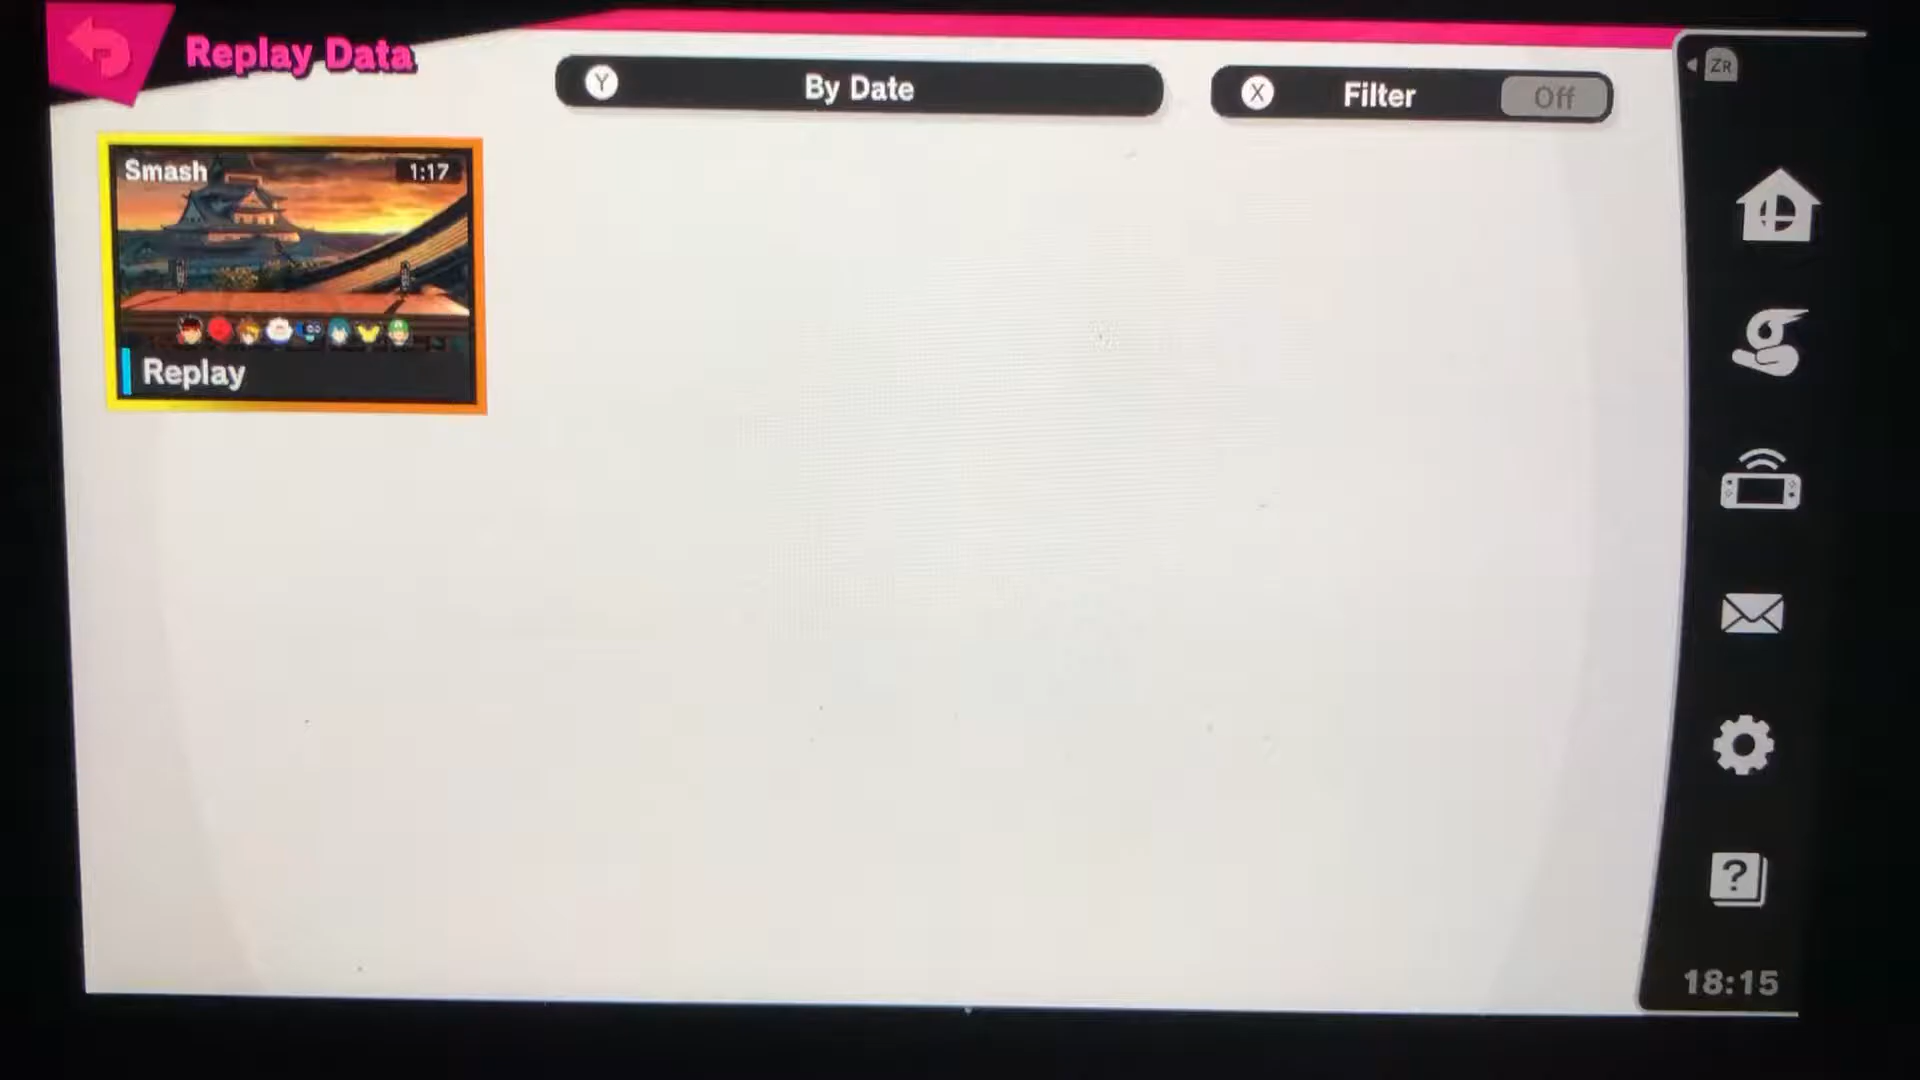 Replay Data
Y By Date
X Filter Off
ZR
Smash 1:17
Replay
?
18:15